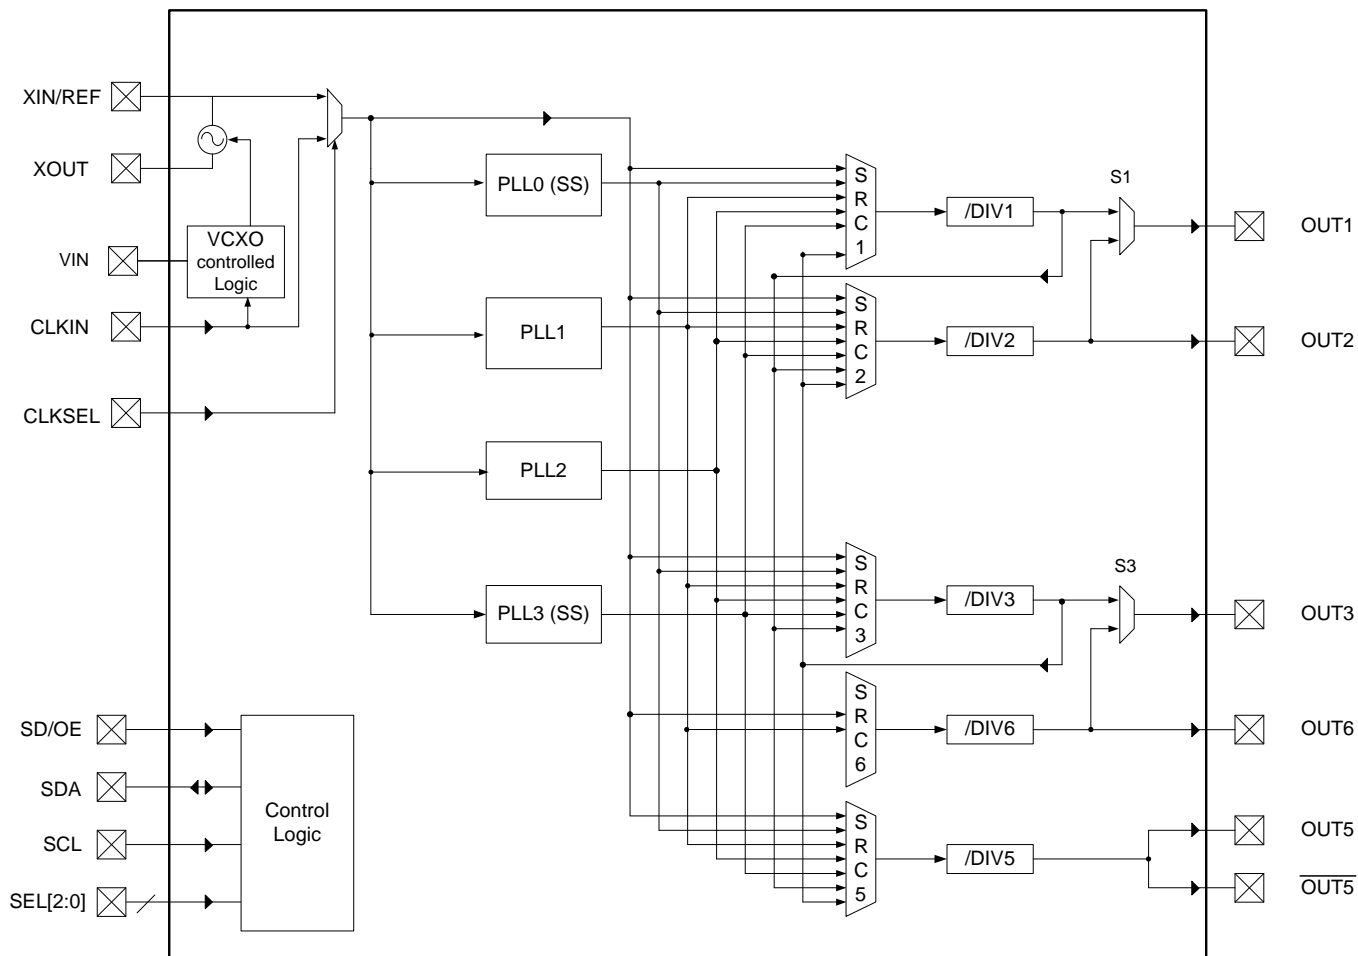 XIN/REF
XOUT
VIN
CLKIN
CLKSEL
VCXO
controlled
Logic
PLL0 (SS)
PLL1
PLL2
PLL3 (SS)
S
R
C
1
/DIV1
S1
OUT1
S
R
C
2
/DIV2
OUT2
S
R
C
3
/DIV3
S3
OUT3
S
R
C
6
/DIV6
OUT6
S
R
C
5
/DIV5
OUT5
OUT5
SD/OE
SDA
SCL
SEL[2:0]
Control
Logic